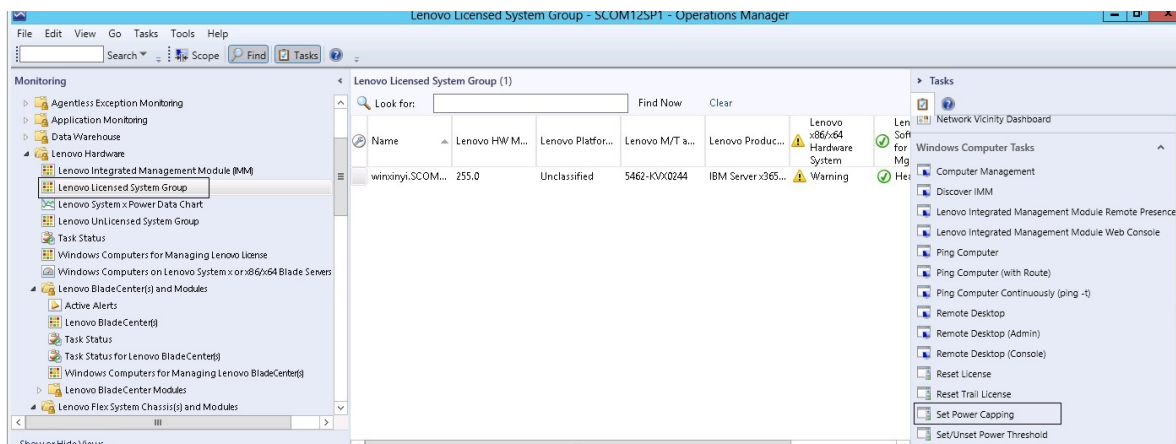 Lenovo Licensed System Group - SCOM12SP1 - Operations Manager
File Edit View Go Tasks Tools Help
Search Scope Find Tasks
Monitoring
Agentless Exception Monitoring
Application Monitoring
Data Warehouse
Lenovo Hardware
Lenovo Integrated Management Module (IMM)
Lenovo Licensed System Group
Lenovo System x Power Data Chart
Lenovo UnLicensed System Group
Task Status
Windows Computers for Managing Lenovo License
Windows Computers on Lenovo System x or x86/x64 Blade Servers
Lenovo BladeCenter(s) and Modules
Active Alerts
Lenovo BladeCenter(s)
Task Status
Task Status for Lenovo BladeCenter(s)
Windows Computers for Managing Lenovo BladeCenter(s)
Lenovo BladeCenter Modules
Lenovo Flex System Chassis(s) and Modules
Show or Hide Views
Lenovo Licensed System Group (1)
Look for: Find Now Clear
Name Lenovo HW M... Lenovo Platfor... Lenovo M/T a... Lenovo Produc...
Lenovo
x86/x64
Hardware
System
Len
Soft
for
Mg
winxinyi.SCOM... 255.0 Unclassified 5462-KVX0244 IBM Server x365... Warning Hea
Tasks
Network Vicinity Dashboard
Windows Computer Tasks
Computer Management
Discover IMM
Lenovo Integrated Management Module Remote Presence
Lenovo Integrated Management Module Web Console
Ping Computer
Ping Computer (with Route)
Ping Computer Continuously (ping -t)
Remote Desktop
Remote Desktop (Admin)
Remote Desktop (Console)
Reset License
Reset Trail License
Set Power Capping
Set/Unset Power Threshold